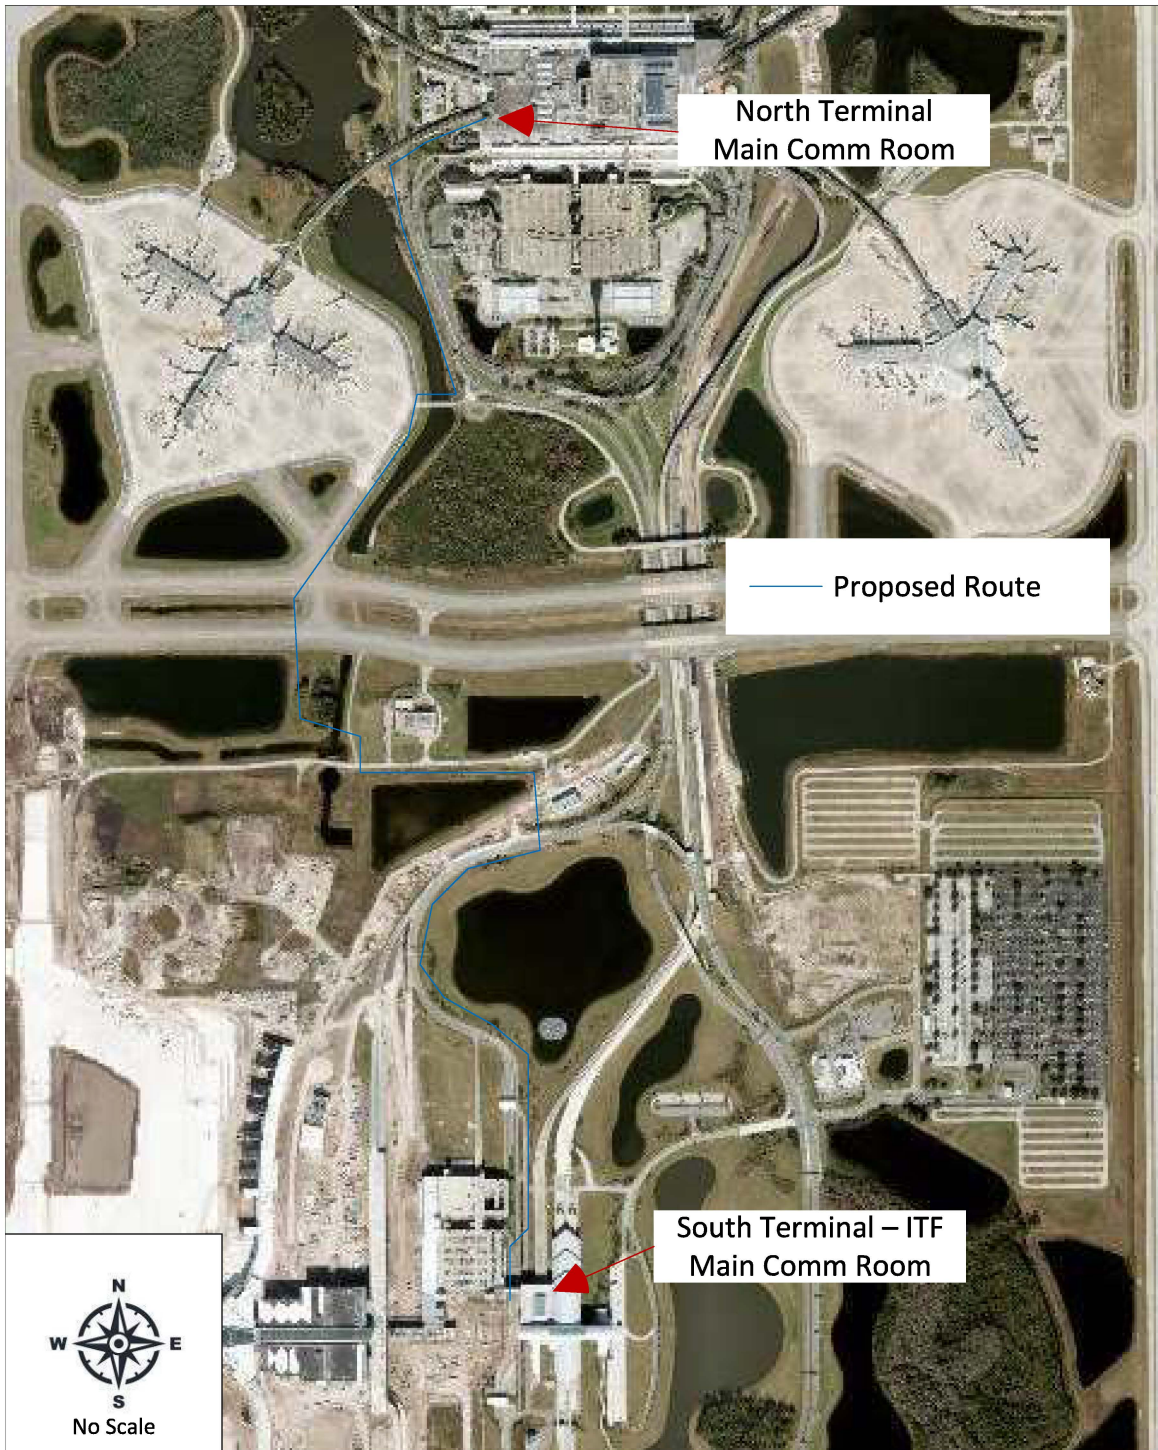 North Terminal
Main Comm Room
Proposed Route
South Terminal – ITF
Main Comm Room
N
W E
S
No Scale